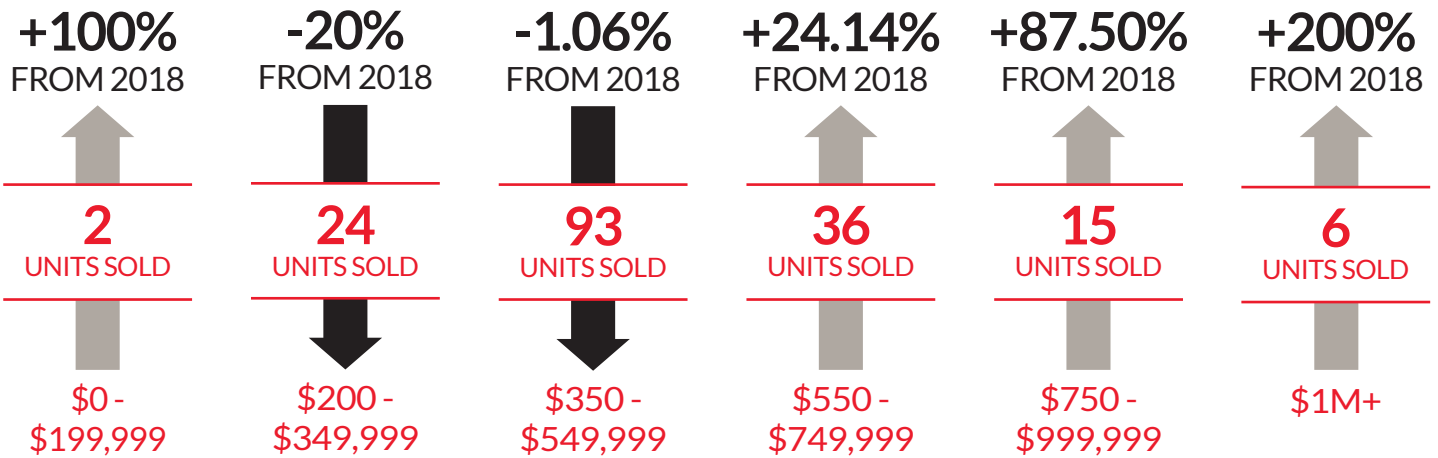 +100%
FROM 2018
2
UNITS SOLD
$0 -
$199,999
-20%
FROM 2018
24
UNITS SOLD
$200 -
$349,999
-1.06%
FROM 2018
93
UNITS SOLD
$350 -
$549,999
+24.14%
FROM 2018
36
UNITS SOLD
$550 -
$749,999
+87.50%
FROM 2018
15
UNITS SOLD
$750 -
$999,999
+200%
FROM 2018
6
UNITS SOLD
$1M+